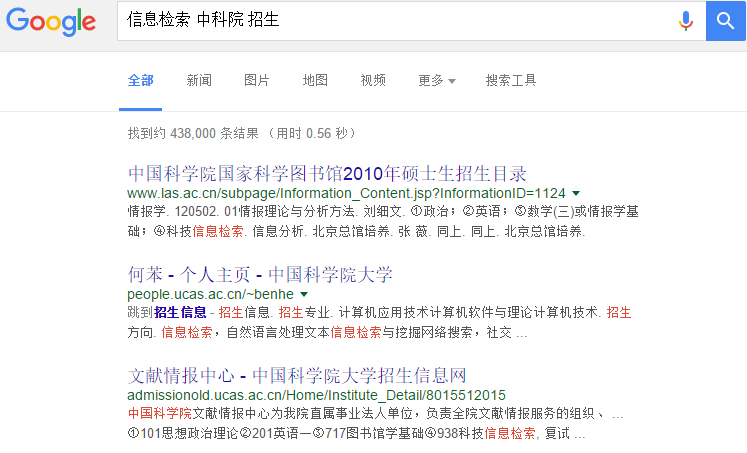 Google 信息检索 中科院 招生
全部 新闻 图片 地图 视频 更多 搜索工具
找到约 438,000 条结果 （用时 0.56 秒）
中国科学院国家科学图书馆2010年硕士生招生目录
www.las.ac.cn/subpage/Information_Content.jsp?InformationID=1124
情报学. 120502. 01情报理论与分析方法. 刘细文. ①政治；②英语；③数学(三)或情报学基
础；④科技信息检索. 信息分析. 北京总馆培养. 张 薇. 同上. 同上. 北京总馆培养.
何苯 - 个人主页 - 中国科学院大学
people.ucas.ac.cn/~benhe
跳到招生信息 - 招生信息. 招生专业. 计算机应用技术计算机软件与理论计算机技术. 招生
方向. 信息检索，自然语言处理文本信息检索与挖掘网络搜索，社交 ...
文献情报中心 - 中国科学院大学招生信息网
admissionold.ucas.ac.cn/Home/Institute_Detail/8015512015
中国科学院文献情报中心为我院直属事业法人单位，负责全院文献情报服务的组织、 ...
①101思想政治理论②201英语一③717图书馆学基础④938科技信息检索, 复试 ...